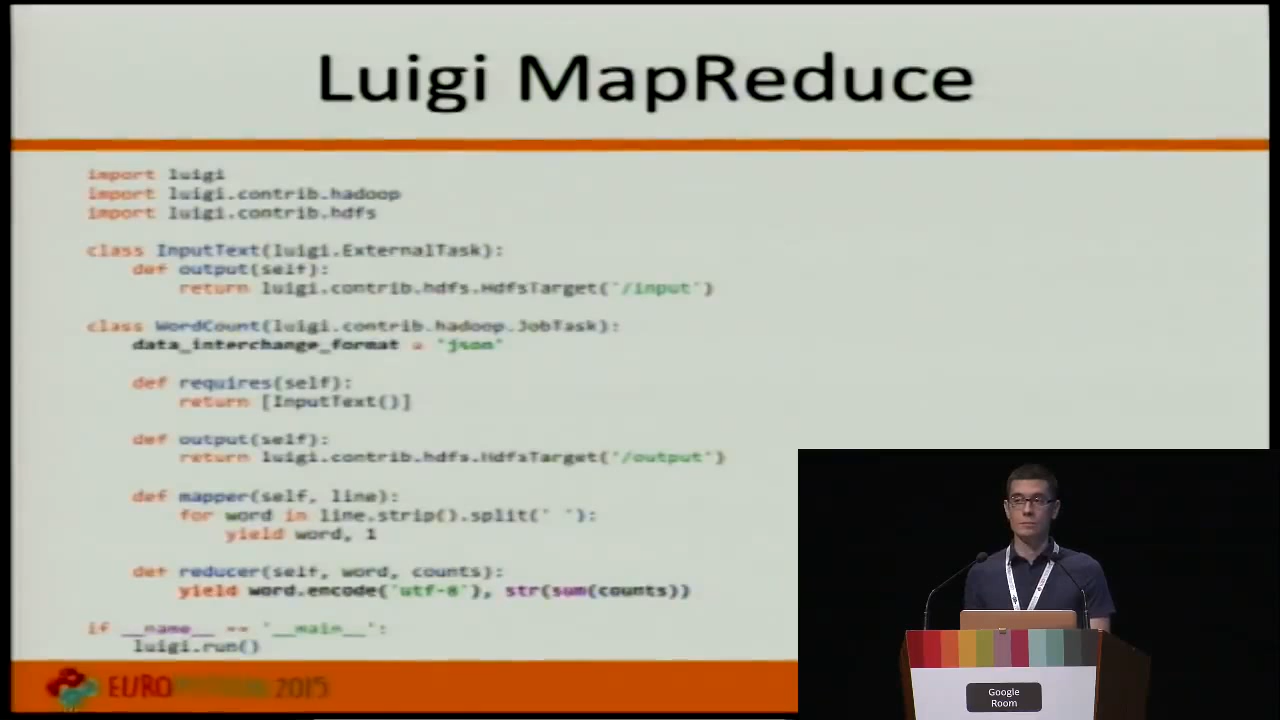 Luigi MapReduce
import luigi
import luigi.contrib.hadoop
import luigi.contrib.hdfs
class InputText(luigi.ExternalTask):
def output(self):
return luigi.contrib.hdfs.HdfsTarget('/input')
class WordCount(luigi.contrib.hadoop.JobTask):
data_interchange_format = 'json'
def requires(self):
return [InputText()]
def output(self):
return luigi.contrib.hdfs.HdfsTarget('/output')
def mapper(self, line):
for word in line.strip().split(' '):
yield word, 1
def reducer(self, word, counts):
yield word.encode('utf-8'), str(sum(counts))
if __name__ == '__main__':
luigi.run()
EUROPYTHON 2015
Google
Room